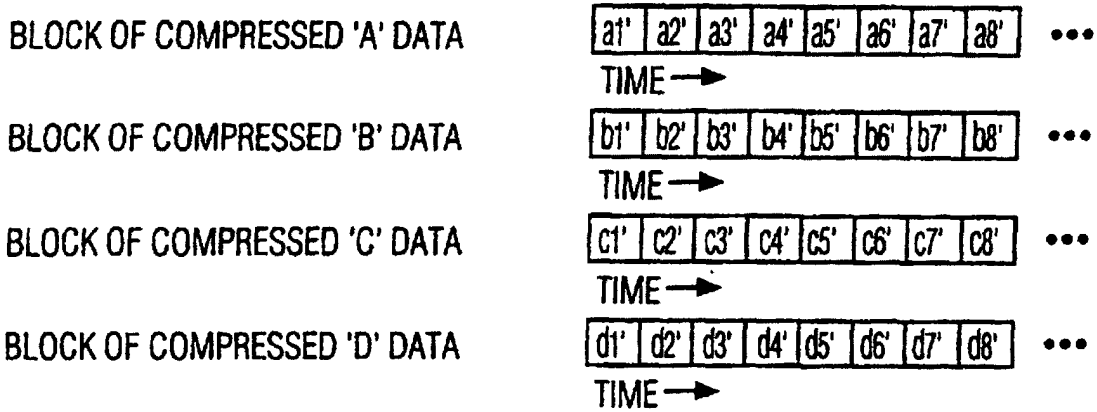 BLOCK OF COMPRESSED 'A' DATA a1' a2' a3' a4' a5' a6' a7' a8' •••
TIME →
BLOCK OF COMPRESSED 'B' DATA b1' b2' b3' b4' b5' b6' b7' b8' •••
TIME →
BLOCK OF COMPRESSED 'C' DATA c1' c2' c3' c4' c5' c6' c7' c8' •••
TIME →
BLOCK OF COMPRESSED 'D' DATA d1' d2' d3' d4' d5' d6' d7' d8' •••
TIME →